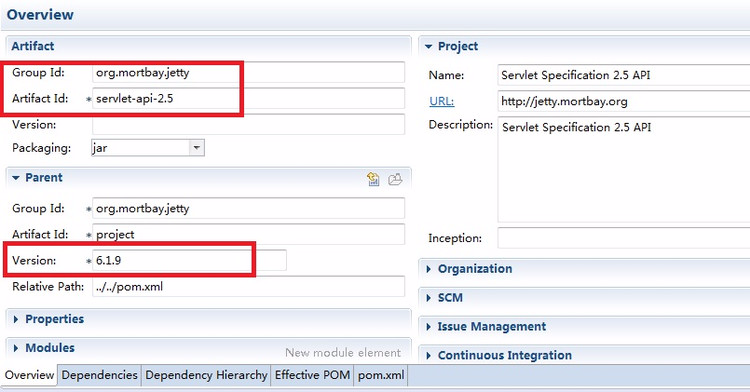 Overview
Artifact
Group Id: org.mortbay.jetty
Artifact Id: * servlet-api-2.5
Version:
Packaging: jar
Parent
Group Id: * org.mortbay.jetty
Artifact Id: * project
Version: * 6.1.9
Relative Path: ../../pom.xml
Properties
Modules
New module element
Project
Name: Servlet Specification 2.5 API
URL: http://jetty.mortbay.org
Description: Servlet Specification 2.5 API
Inception:
Organization
SCM
Issue Management
Continuous Integration
Overview Dependencies Dependency Hierarchy Effective POM pom.xml